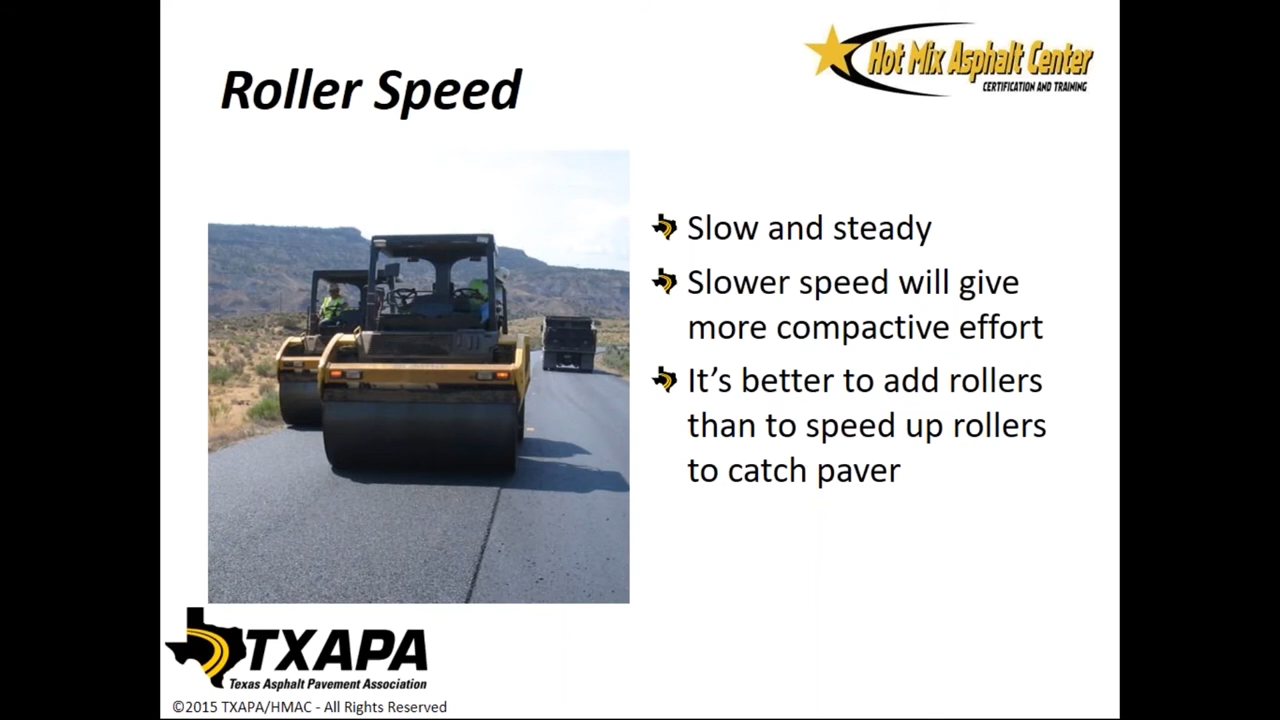 Roller Speed
Hot Mix Asphalt Center
CERTIFICATION AND TRAINING
Slow and steady
Slower speed will give
more compactive effort
It’s better to add rollers
than to speed up rollers
to catch paver
TXAPA
Texas Asphalt Pavement Association
©2015 TXAPA/HMAC - All Rights Reserved